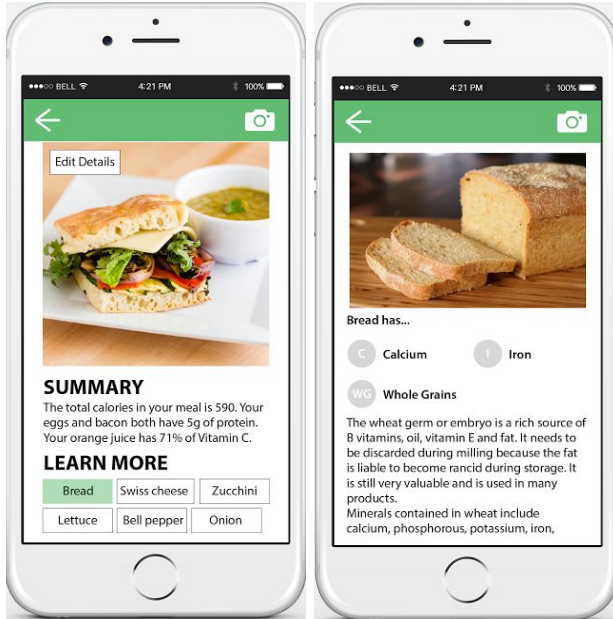 BELL
4:21 PM
100%
Edit Details
SUMMARY
The total calories in your meal is 590. Your
eggs and bacon both have 5g of protein.
Your orange juice has 71% of Vitamin C.
LEARN MORE
Bread
Swiss cheese
Zucchini
Lettuce
Bell pepper
Onion
BELL
4:21 PM
100%
Bread has...
C
Calcium
I
Iron
WG
Whole Grains
The wheat germ or embryo is a rich source of
B vitamins, oil, vitamin E and fat. It needs to
be discarded during milling because the fat
is liable to become rancid during storage. It
is still very valuable and is used in many
products.
Minerals contained in wheat include
calcium, phosphorous, potassium, iron,